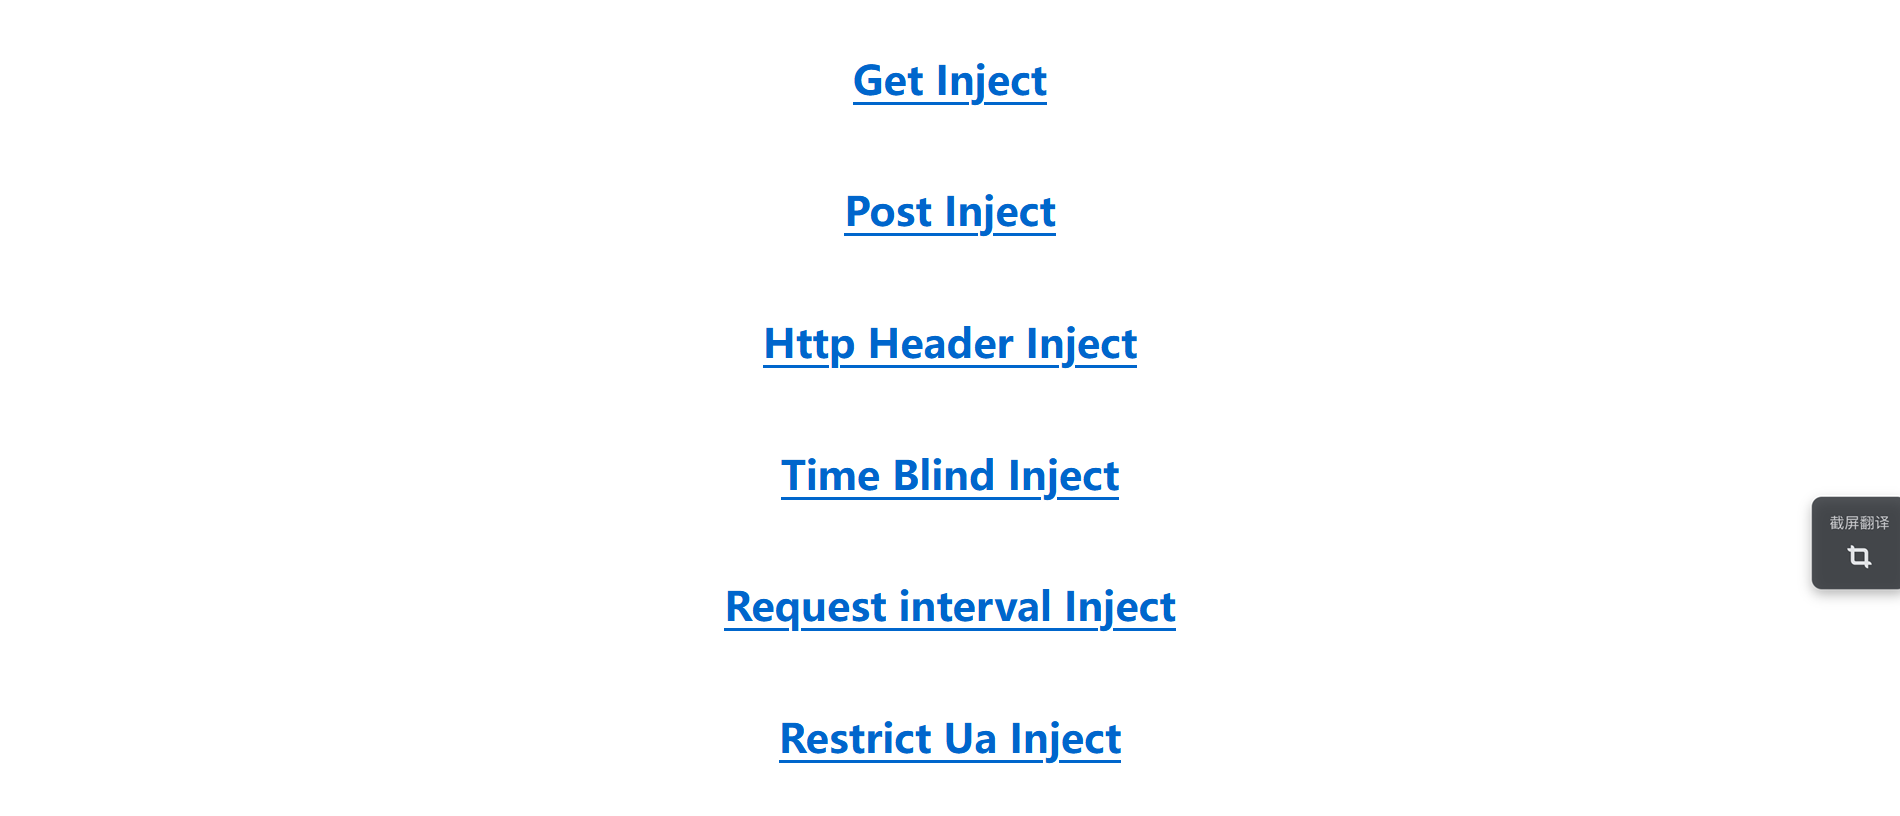 Get Inject
Post Inject
Http Header Inject
Time Blind Inject
截屏翻译
Request interval Inject
Restrict Ua Inject